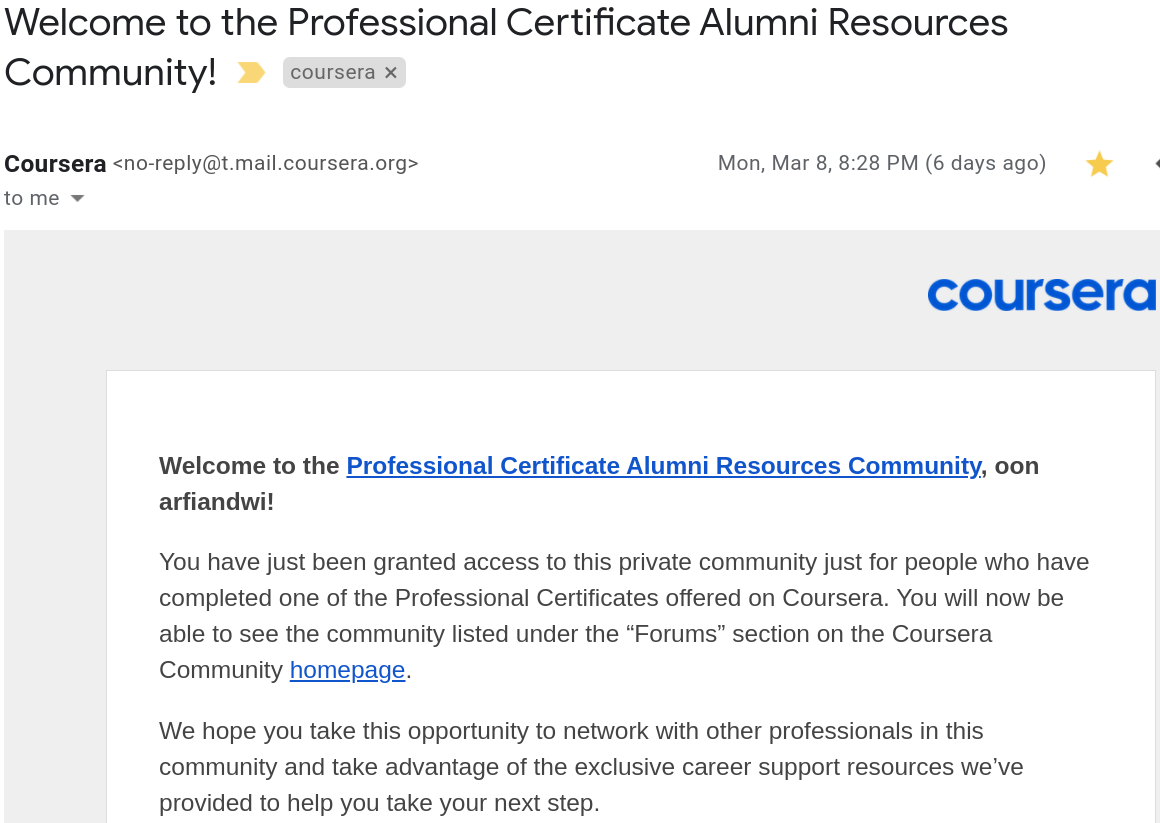 Welcome to the Professional Certificate Alumni Resources
Community! coursera ×
Coursera <no-reply@t.mail.coursera.org> Mon, Mar 8, 8:28 PM (6 days ago)
to me
coursera
Welcome to the Professional Certificate Alumni Resources Community, oon
arfiandwi!
You have just been granted access to this private community just for people who have
completed one of the Professional Certificates offered on Coursera. You will now be
able to see the community listed under the “Forums” section on the Coursera
Community homepage.
We hope you take this opportunity to network with other professionals in this
community and take advantage of the exclusive career support resources we’ve
provided to help you take your next step.